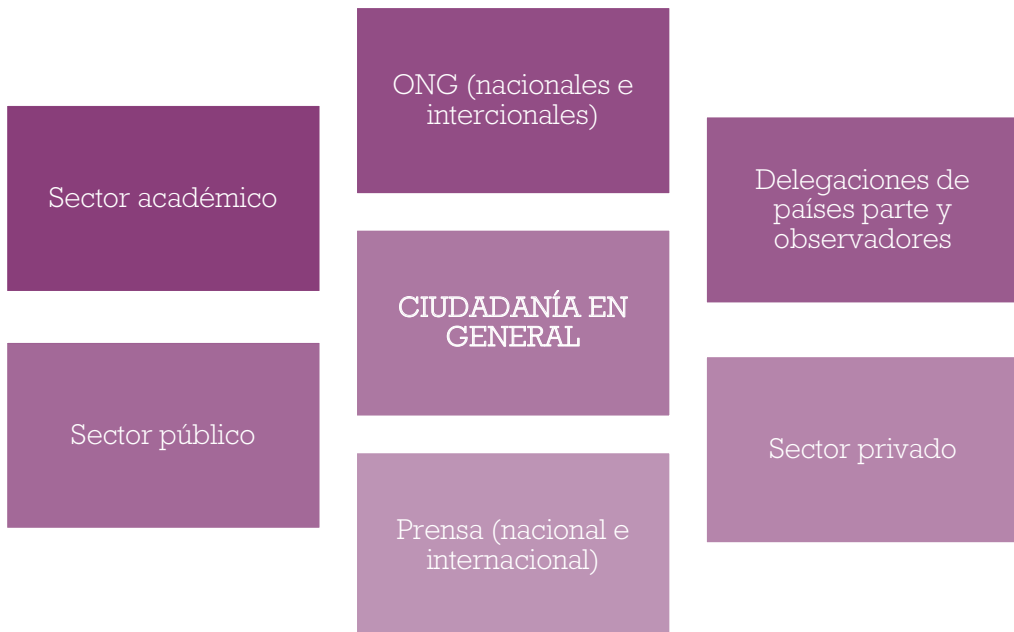 Sector académico
ONG (nacionales e
intercionales)
Delegaciones de
países parte y
observadores
Sector público
CIUDADANÍA EN
GENERAL
Sector privado
Prensa (nacional e
internacional)